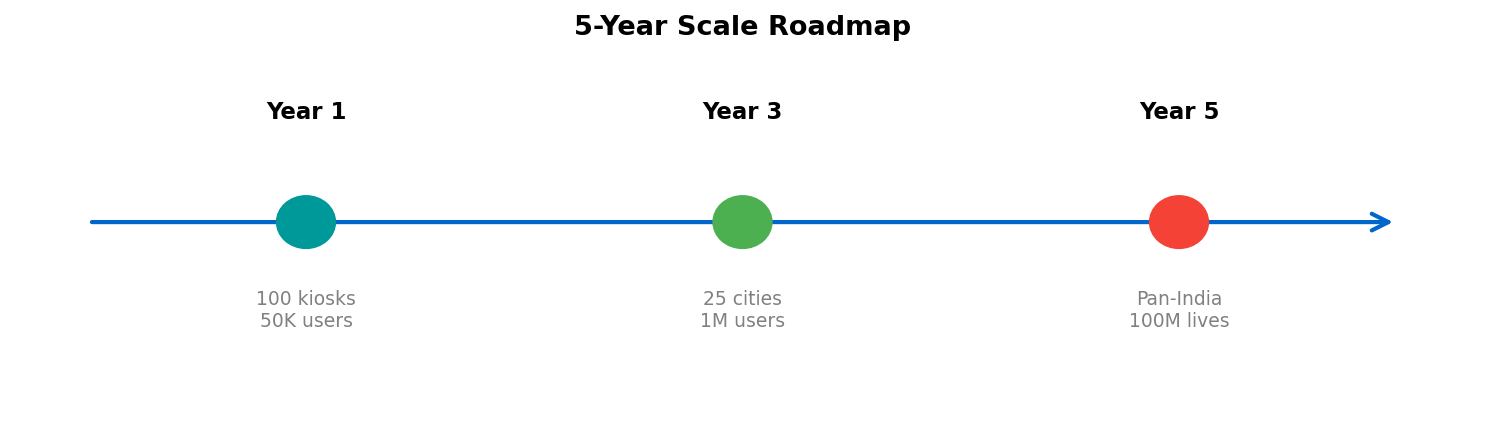 5-Year Scale Roadmap
Year 1
Year 3
Year 5
100 kiosks
50K users
25 cities
1M users
Pan-India
100M lives